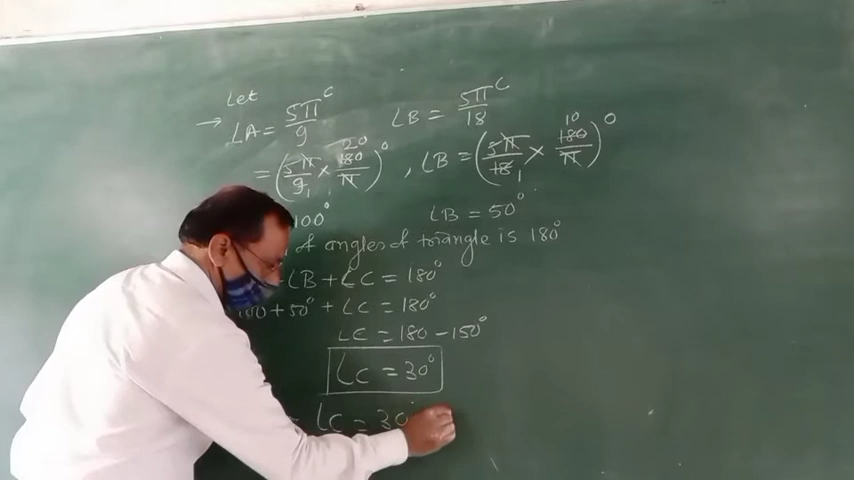 Let
→ ∠A = 5π^c/9   ∠B = 5π^c/18
= (5π/9 × 180/π)°, ∠B = (5π/18 × 180/π)°
100°   ∠B = 50°
of angles of triangle is 180°
∠B + ∠C = 180°
100 + 50° + ∠C = 180°
∠C = 180 - 150°
∠C = 30°
∠C = 30